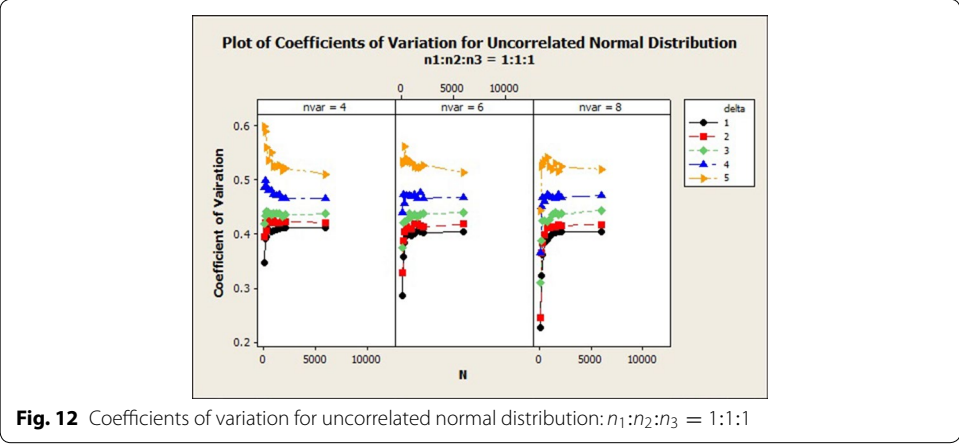 Plot of Coefficients of Variation for Uncorrelated Normal Distribution
n1:n2:n3 = 1:1:1
0 5000 10000
nvar = 4 nvar = 6 nvar = 8
delta
1
2
3
4
5
0.6
0.5
0.4
0.3
0.2
Coefficient of Vairation
0 5000 10000 0 5000 10000
N
Fig. 12 Coefficients of variation for uncorrelated normal distribution: n₁:n₂:n₃ = 1:1:1